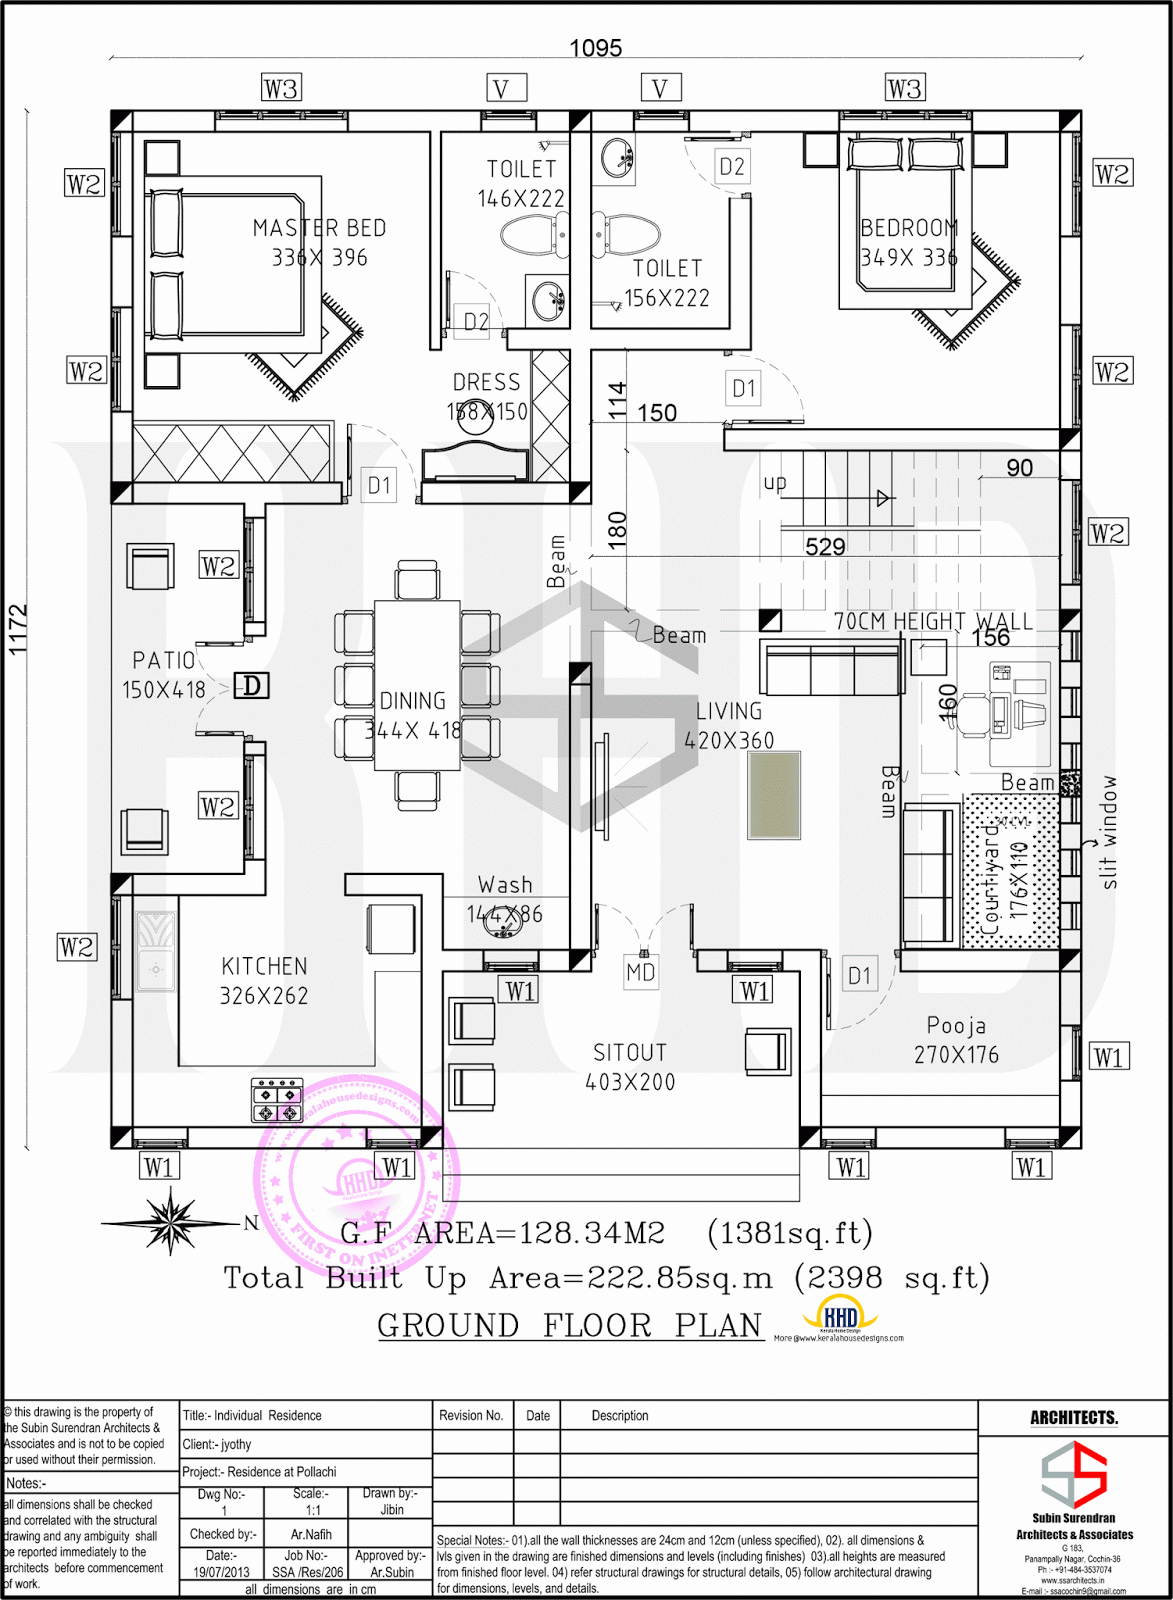 1095
W3
V
V
W3
1172
W2
W2
W2
W2
W2
W2
W2
W2
MASTER BED
336X 396
TOILET
146X222
D2
TOILET
156X222
D2
BEDROOM
349X 336
DRESS
158X150
D1
D1
114
150
180
up
90
529
Beam
Beam
70CM HEIGHT WALL
156
160
PATIO
150X418
D
DINING
344X 418
LIVING
420X360
Beam
Beam
slit window
Courtyard
176X110
Wash
144X86
KITCHEN
326X262
W1
MD
W1
D1
SITOUT
403X200
Pooja
270X176
W1
W1
W1
W1
W1
N
www.keralahousedesigns.com
KHD
FIRST ON INETERNET
G.F AREA=128.34M2 (1381sq.ft)
Total Built Up Area=222.85sq.m (2398 sq.ft)
GROUND FLOOR PLAN
KHD
Kerala Home Design
More @www.keralahousedesigns.com
© this drawing is the property of
the Subin Surendran Architects &
Associates and is not to be copied
or used without their permission.
Notes:-
all dimensions shall be checked
and correlated with the structural
drawing and any ambiguity shall
be reported immediately to the
architects before commencement
of work.
Title:- Individual Residence
Client:- jyothy
Project:- Residence at Pollachi
Dwg No:-
1
Scale:-
1:1
Drawn by:-
Jibin
Checked by:-
Ar.Nafih
Date:-
19/07/2013
Job No:-
SSA /Res/206
Approved by:-
Ar.Subin
all dimensions are in cm
Revision No.
Date
Description
Special Notes:- 01).all the wall thicknesses are 24cm and 12cm (unless specified), 02). all dimensions &
lvls given in the drawing are finished dimensions and levels (including finishes) 03).all heights are measured
from finished floor level. 04) refer structural drawings for structural details, 05) follow architectural drawing
for dimensions, levels, and details.
ARCHITECTS.
Subin Surendran
Architects & Associates
G 183,
Panampally Nagar, Cochin-36
Ph :- +91-484-3537074
www.ssarchitects.in
E-mail :- ssacochin9@gmail.com